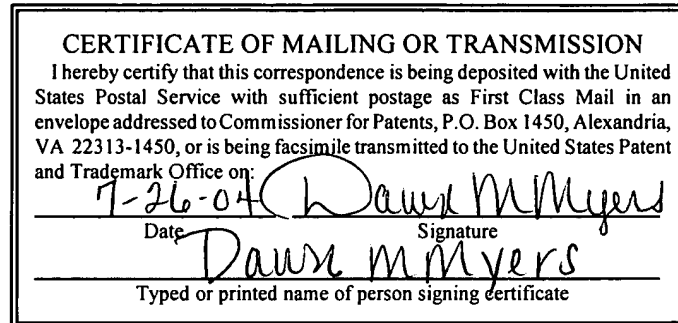 CERTIFICATE OF MAILING OR TRANSMISSION
I hereby certify that this correspondence is being deposited with the United
States Postal Service with sufficient postage as First Class Mail in an
envelope addressed to Commissioner for Patents, P.O. Box 1450, Alexandria,
VA 22313-1450, or is being facsimile transmitted to the United States Patent
and Trademark Office on:
7-26-04 Dawn M Myers
Date Signature
Dawn M Myers
Typed or printed name of person signing certificate